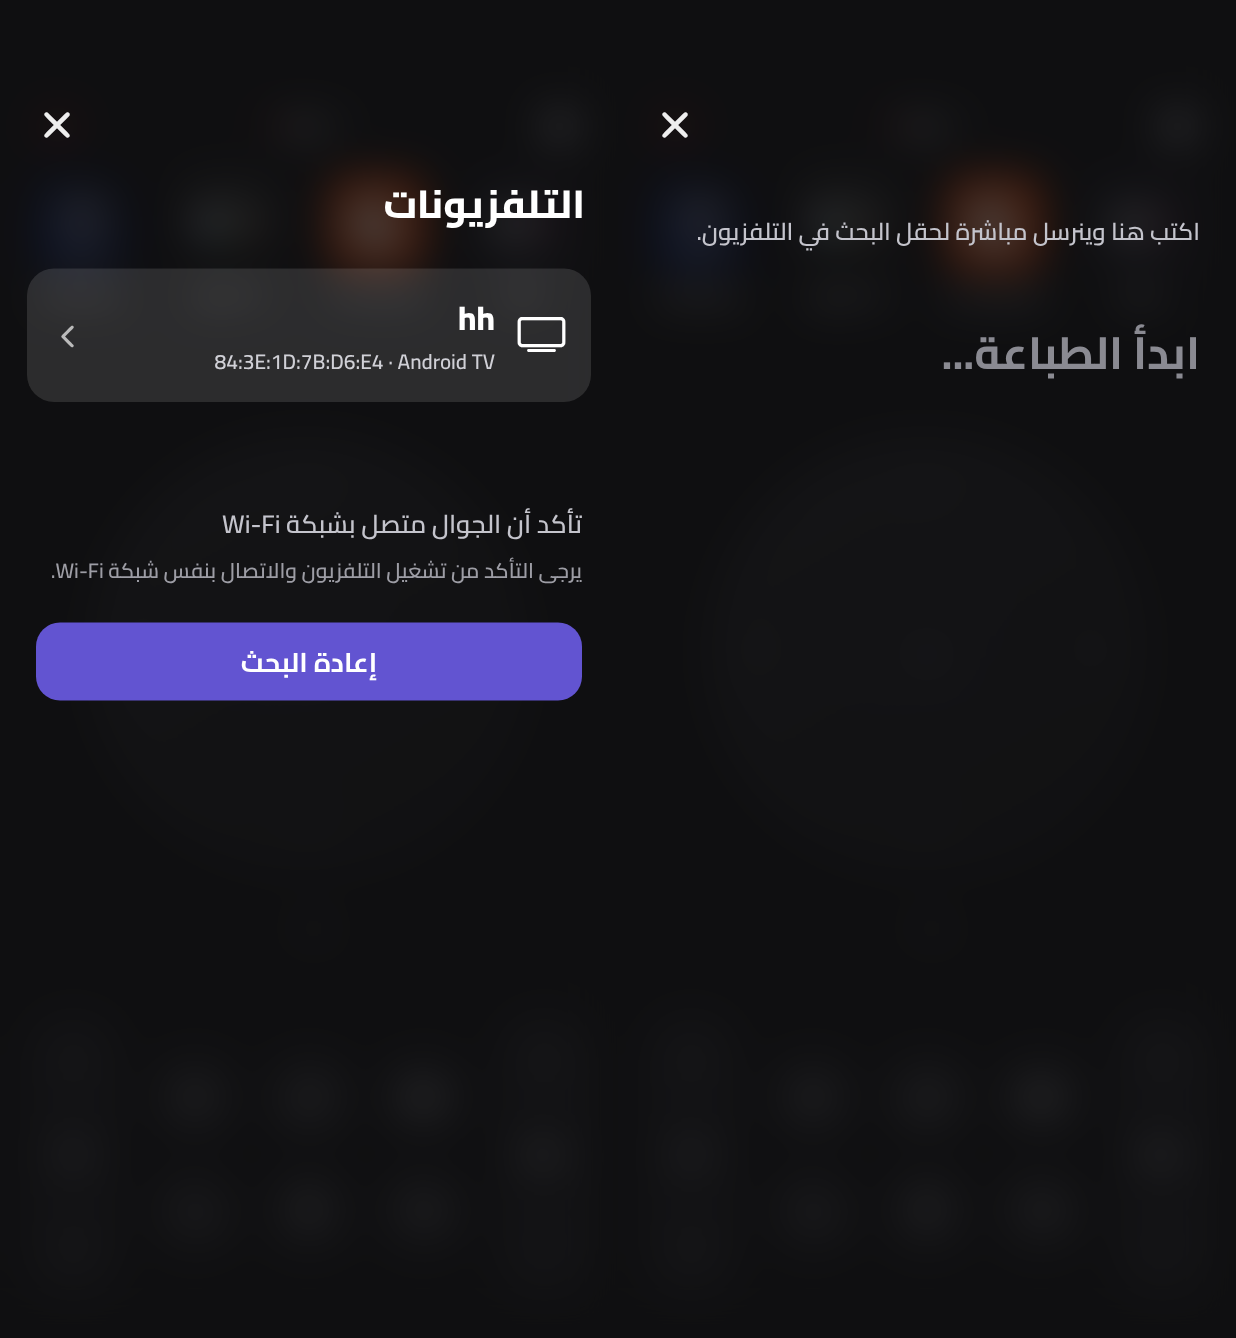 التلفزيونات
hh
84:3E:1D:7B:D6:E4 · Android TV
تأكد أن الجوال متصل بشبكة Wi-Fi
يرجى التأكد من تشغيل التلفزيون والاتصال بنفس شبكة Wi-Fi.
إعادة البحث
اكتب هنا وينرسل مباشرة لحقل البحث في التلفزيون.
ابدأ الطباعة...